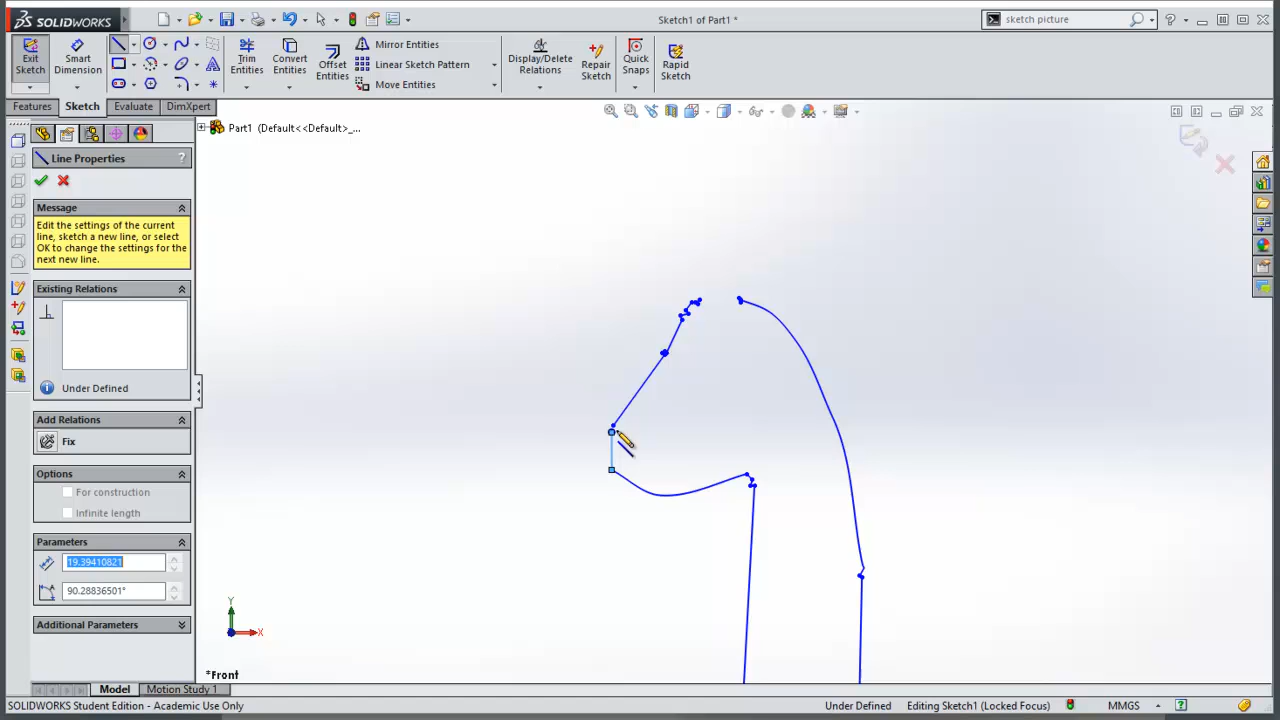 SOLIDWORKS
Sketch1 of Part1 *
sketch picture
Exit Sketch
Smart Dimension
Trim Entities
Convert Entities
Offset Entities
Mirror Entities
Linear Sketch Pattern
Move Entities
Display/Delete Relations
Repair Sketch
Quick Snaps
Rapid Sketch
Features
Sketch
Evaluate
DimXpert
Part1 (Default<<Default>_...
Line Properties
?
Message
Edit the settings of the current
line, sketch a new line, or select
OK to change the settings for the
next new line.
Existing Relations
Under Defined
Add Relations
Fix
Options
For construction
Infinite length
Parameters
19.39410821
90.28836501°
Additional Parameters
Y
X
*Front
Model
Motion Study 1
SOLIDWORKS Student Edition - Academic Use Only
Under Defined
Editing Sketch1 (Locked Focus)
MMGS